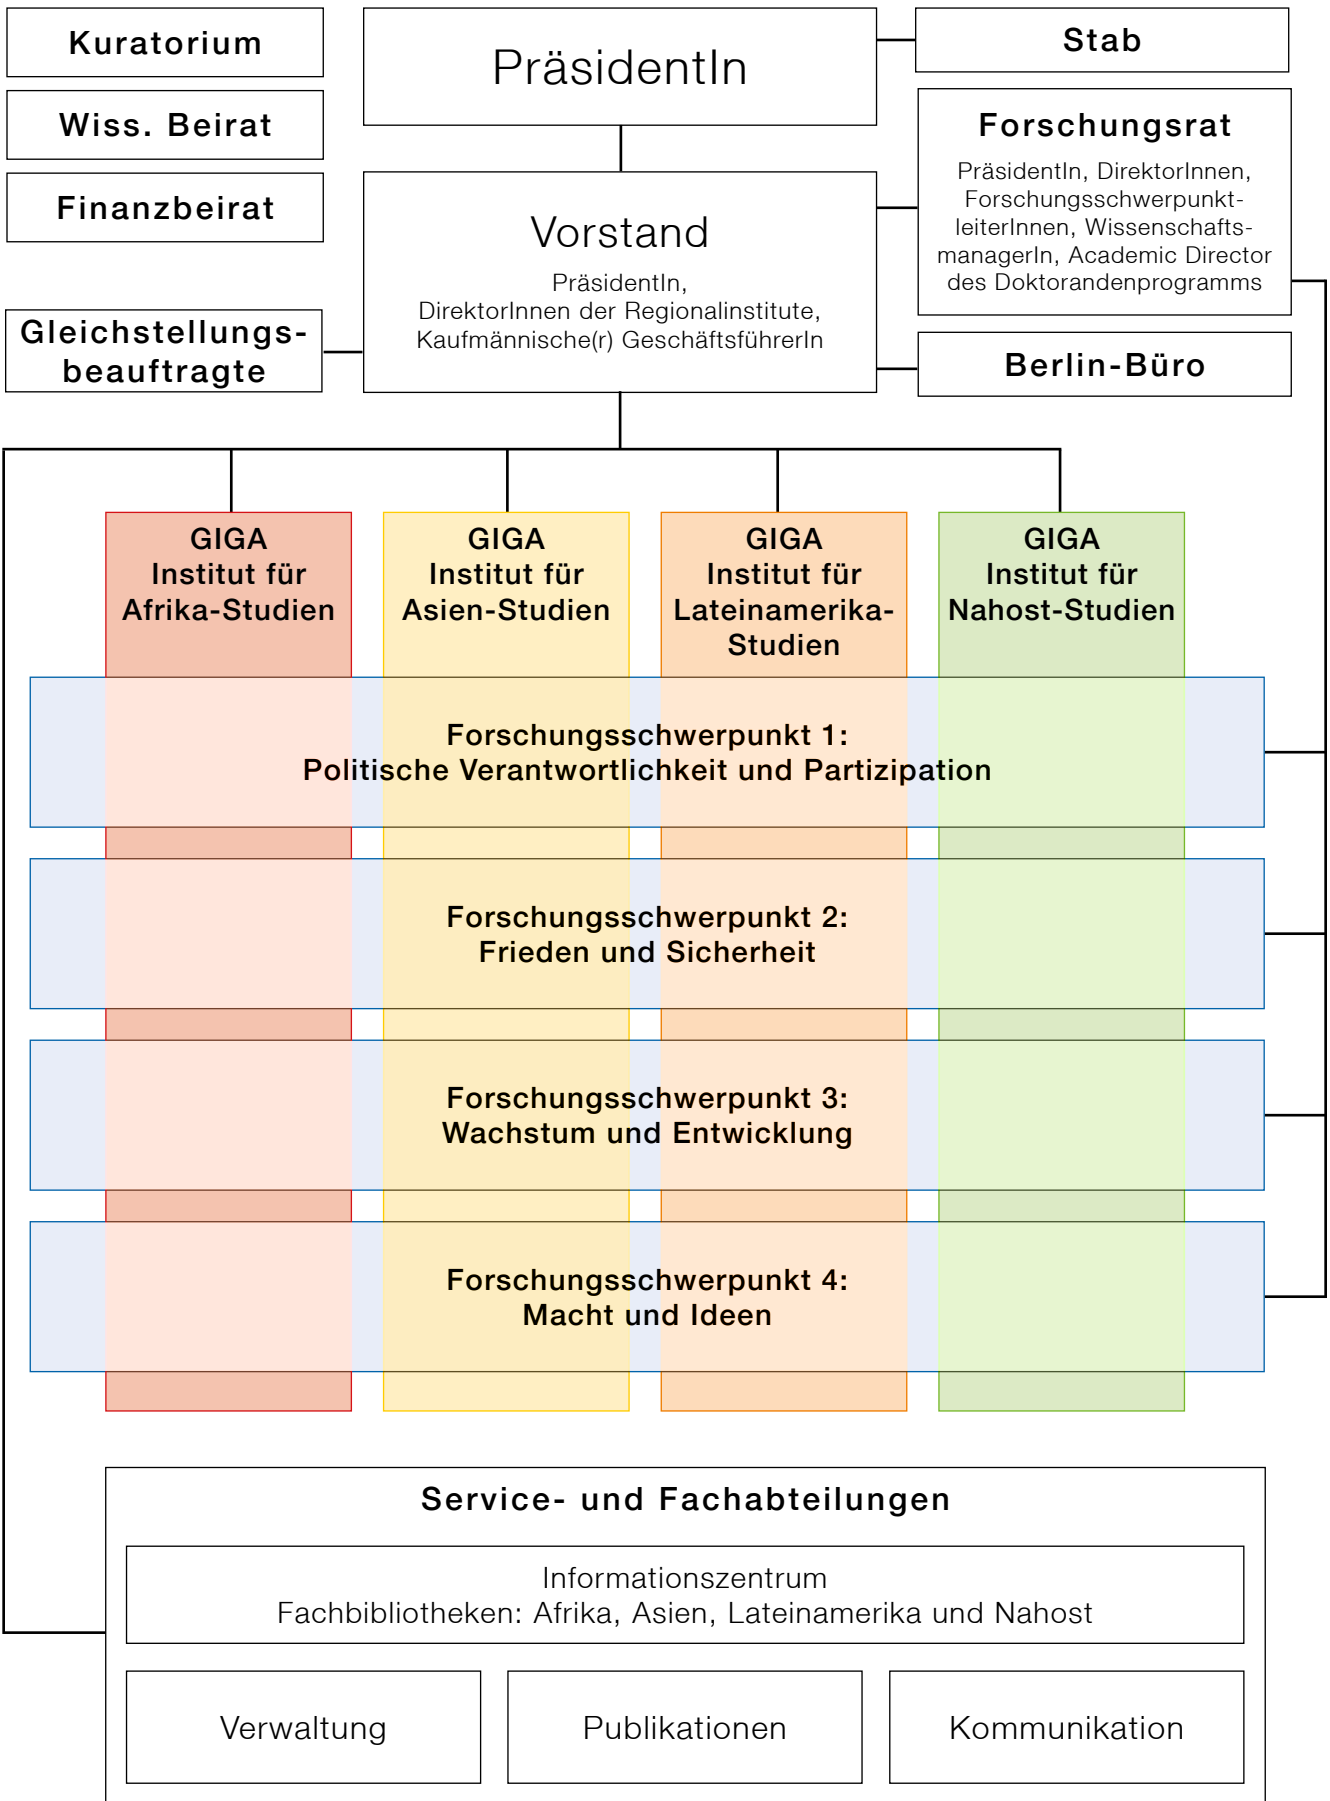 Kuratorium
Wiss. Beirat
Finanzbeirat
Gleichstellungs-
beauftragte
PräsidentIn
Vorstand
PräsidentIn,
DirektorInnen der Regionalinstitute,
Kaufmännische(r) GeschäftsführerIn
Stab
Forschungsrat
PräsidentIn, DirektorInnen,
Forschungsschwerpunkt-
leiterInnen, Wissenschafts-
managerIn, Academic Director
des Doktorandenprogramms
Berlin-Büro
GIGA
Institut für
Afrika-Studien
GIGA
Institut für
Asien-Studien
GIGA
Institut für
Lateinamerika-
Studien
GIGA
Institut für
Nahost-Studien
Forschungsschwerpunkt 1:
Politische Verantwortlichkeit und Partizipation
Forschungsschwerpunkt 2:
Frieden und Sicherheit
Forschungsschwerpunkt 3:
Wachstum und Entwicklung
Forschungsschwerpunkt 4:
Macht und Ideen
Service- und Fachabteilungen
Informationszentrum
Fachbibliotheken: Afrika, Asien, Lateinamerika und Nahost
Verwaltung
Publikationen
Kommunikation